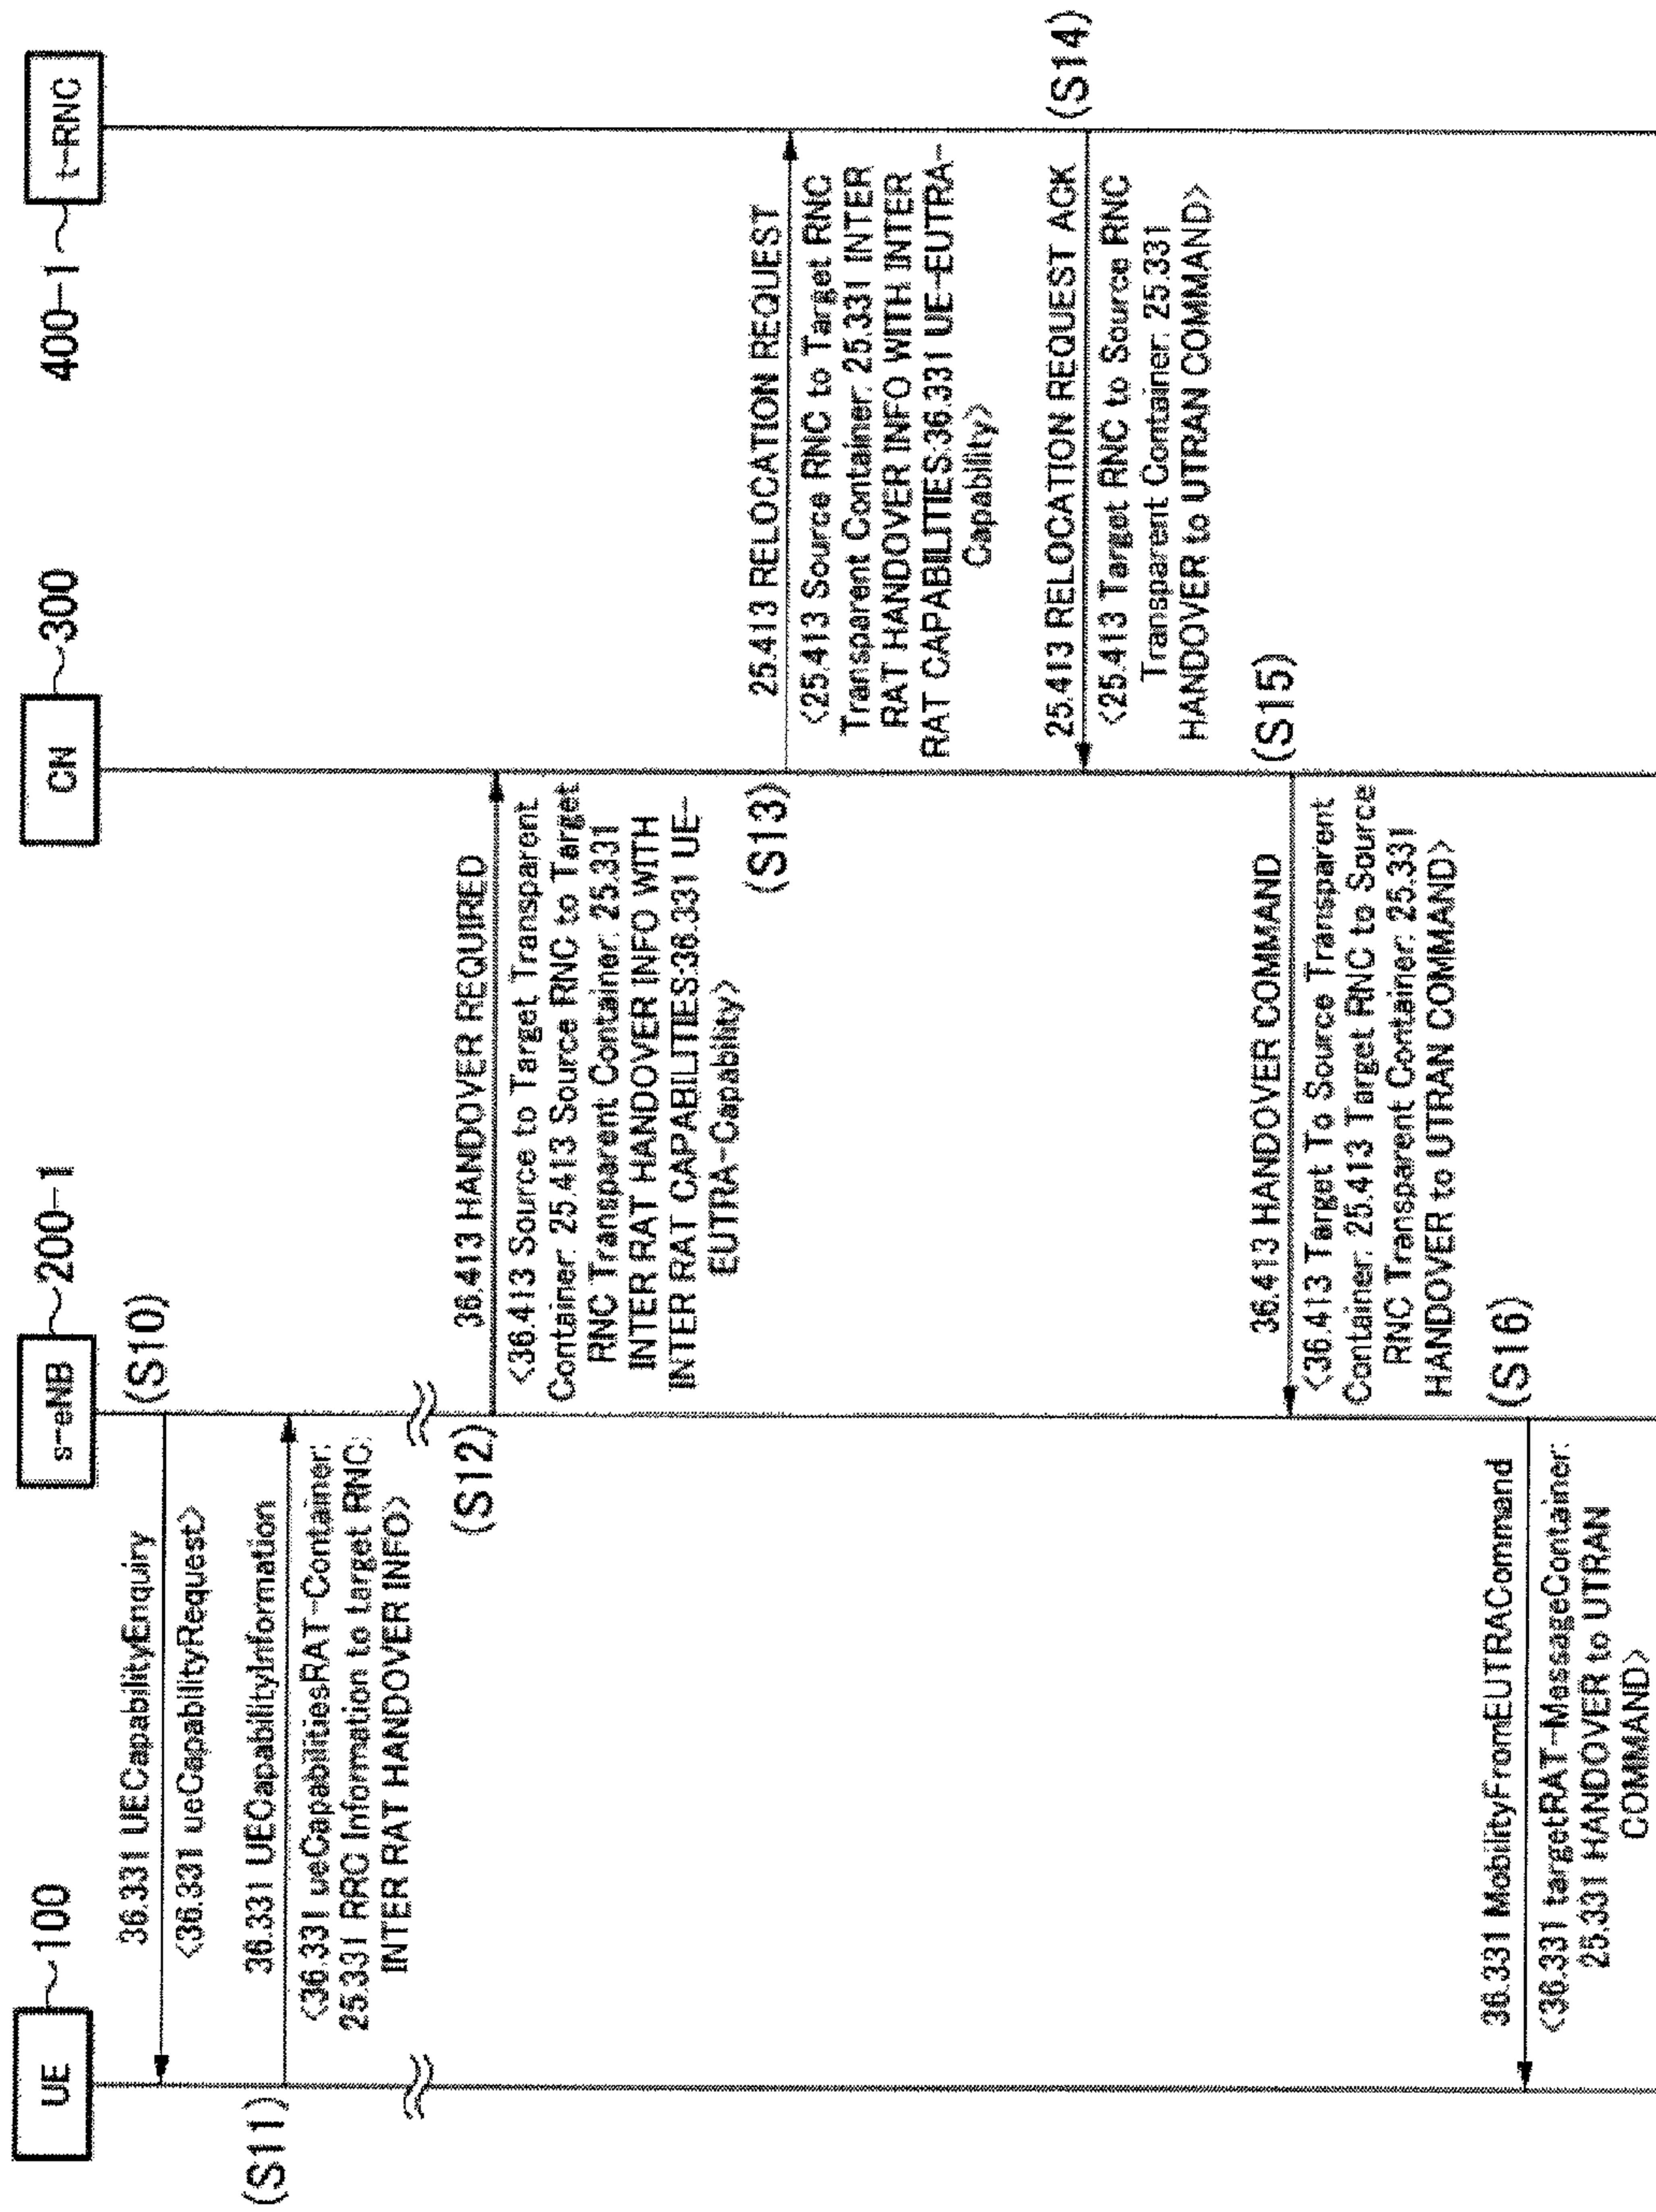 UE
100
s-eNB
200-1
CN
300
t-RNC
400-1
(S10)
36.331 UECapabilityEnquiry
<36.331 ueCapabilityRequest>
(S11)
36.331 UECapabilityInformation
<36.331 ueCapabilitiesRAT-Container:
25.331 RRC Information to target RNC:
INTER RAT HANDOVER INFO>
(S12)
36.413 HANDOVER REQUIRED
<36.413 Source to Target Transparent
Container: 25.413 Source RNC to Target
RNC Transparent Container: 25.331
INTER RAT HANDOVER INFO WITH
INTER RAT CAPABILITIES:36.331 UE-
EUTRA-Capability>
(S13)
25.413 RELOCATION REQUEST
<25.413 Source RNC to Target RNC
Transparent Container: 25.331 INTER
RAT HANDOVER INFO WITH INTER
RAT CAPABILITIES:36.331 UE-EUTRA-
Capability>
(S14)
25.413 RELOCATION REQUEST ACK
<25.413 Target RNC to Source RNC
Transparent Container: 25.331
HANDOVER to UTRAN COMMAND>
(S15)
36.413 HANDOVER COMMAND
<36.413 Target To Source Transparent
Container: 25.413 Target RNC to Source
RNC Transparent Container: 25.331
HANDOVER to UTRAN COMMAND>
(S16)
36.331 MobilityFromEUTRACommand
<36.331 targetRAT-MessageContainer:
25.331 HANDOVER to UTRAN
COMMAND>